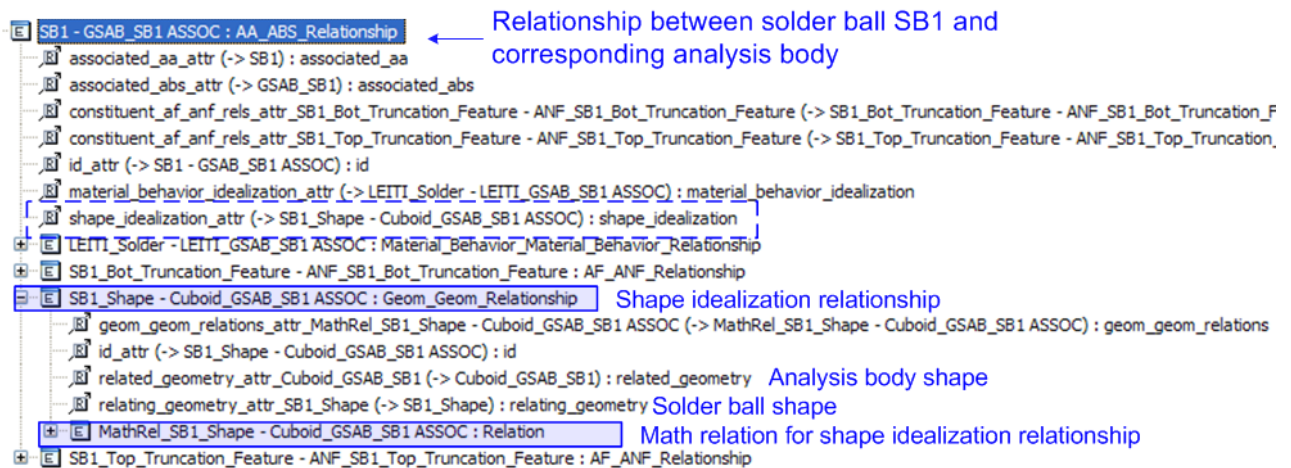 SB1 - GSAB_SB1 ASSOC : AA_ABS_Relationship
Relationship between solder ball SB1 and
corresponding analysis body
associated_aa_attr (-> SB1) : associated_aa
associated_abs_attr (-> GSAB_SB1) : associated_abs
constituent_af_anf_rels_attr_SB1_Bot_Truncation_Feature - ANF_SB1_Bot_Truncation_Feature (-> SB1_Bot_Truncation_Feature - ANF_SB1_Bot_Truncation_F
constituent_af_anf_rels_attr_SB1_Top_Truncation_Feature - ANF_SB1_Top_Truncation_Feature (-> SB1_Top_Truncation_Feature - ANF_SB1_Top_Truncation_
id_attr (-> SB1 - GSAB_SB1 ASSOC) : id
material_behavior_idealization_attr (-> LEITI_Solder - LEITI_GSAB_SB1 ASSOC) : material_behavior_idealization
shape_idealization_attr (-> SB1_Shape - Cuboid_GSAB_SB1 ASSOC) : shape_idealization
LEITI_Solder - LEITI_GSAB_SB1 ASSOC : Material_Behavior_Material_Behavior_Relationship
SB1_Bot_Truncation_Feature - ANF_SB1_Bot_Truncation_Feature : AF_ANF_Relationship
SB1_Shape - Cuboid_GSAB_SB1 ASSOC : Geom_Geom_Relationship Shape idealization relationship
geom_geom_relations_attr_MathRel_SB1_Shape - Cuboid_GSAB_SB1 ASSOC (-> MathRel_SB1_Shape - Cuboid_GSAB_SB1 ASSOC) : geom_geom_relations
id_attr (-> SB1_Shape - Cuboid_GSAB_SB1 ASSOC) : id
related_geometry_attr_Cuboid_GSAB_SB1 (-> Cuboid_GSAB_SB1) : related_geometry Analysis body shape
relating_geometry_attr_SB1_Shape (-> SB1_Shape) : relating_geometry Solder ball shape
MathRel_SB1_Shape - Cuboid_GSAB_SB1 ASSOC : Relation Math relation for shape idealization relationship
SB1_Top_Truncation_Feature - ANF_SB1_Top_Truncation_Feature : AF_ANF_Relationship